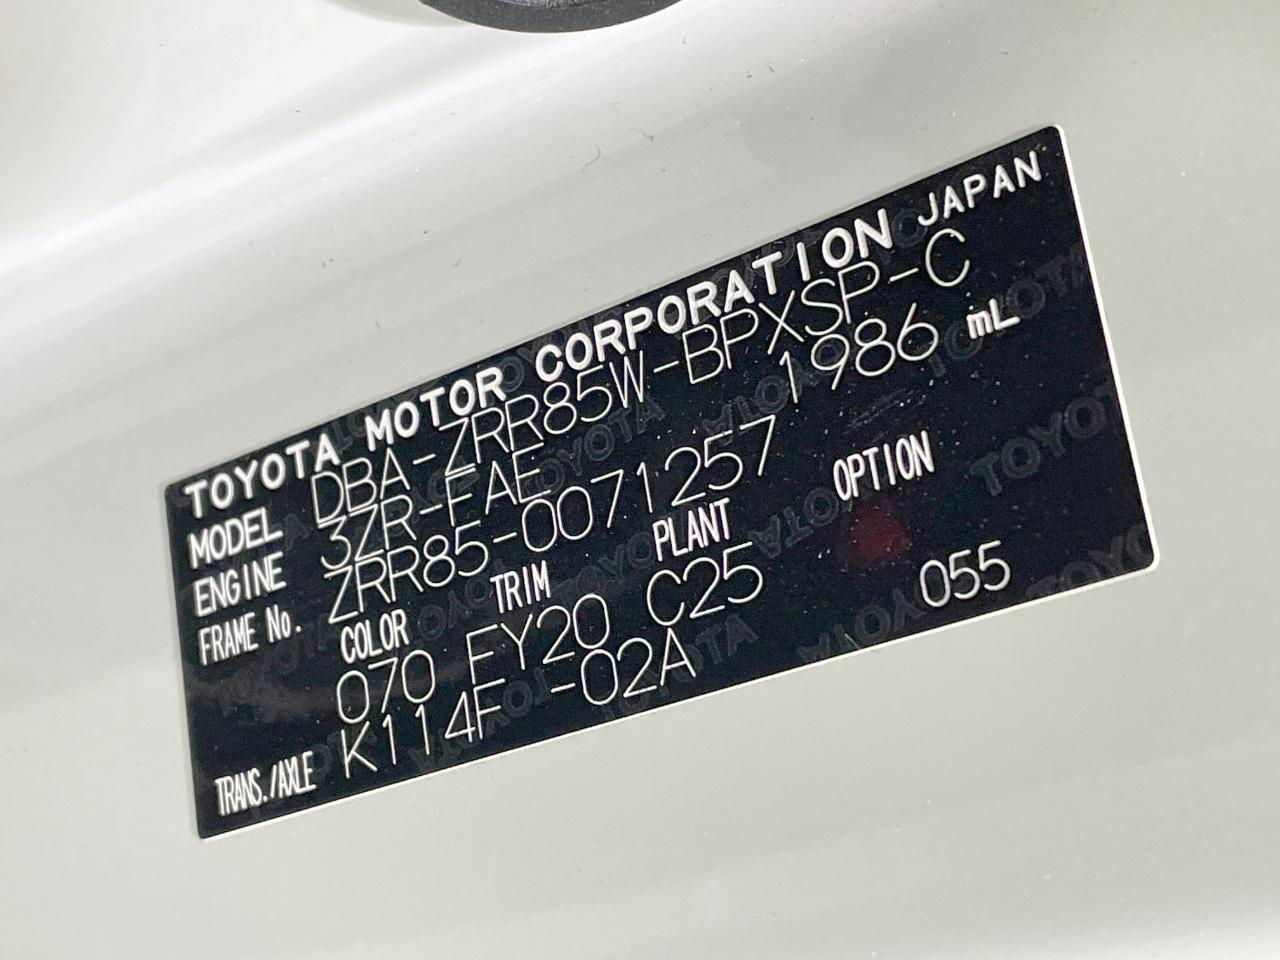 TOYOTA MOTOR CORPORATION JAPAN
MODEL DBA-ZRR85W-BPXSP-C
ENGINE 3ZR-FAE 1986 mL
FRAME No. ZRR85-0071257
COLOR TRIM PLANT OPTION
070 FY20 C25 055
TRANS./AXLE K114F -02A